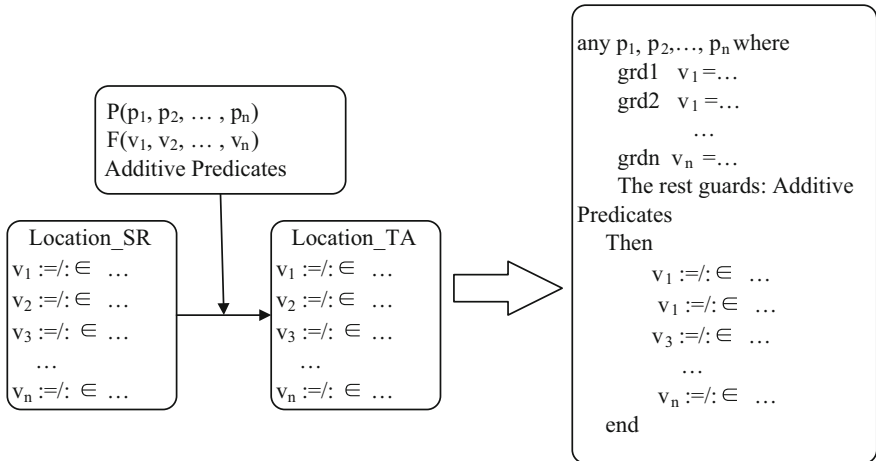 P(p₁, p₂, … , pₙ)
F(v₁, v₂, … , vₙ)
Additive Predicates
Location_SR
v₁ :=/: ∈ …
v₂ :=/: ∈ …
v₃ :=/: ∈ …
…
vₙ :=/: ∈ …
Location_TA
v₁ :=/: ∈ …
v₂ :=/: ∈ …
v₃ :=/: ∈ …
…
vₙ :=/: ∈ …
any p₁, p₂,…, pₙ where
grd1 v₁ =…
grd2 v₁ =…
…
grdn vₙ =…
The rest guards: Additive
Predicates
Then
v₁ :=/: ∈ …
v₁ :=/: ∈ …
v₃ :=/: ∈ …
…
vₙ :=/: ∈ …
end